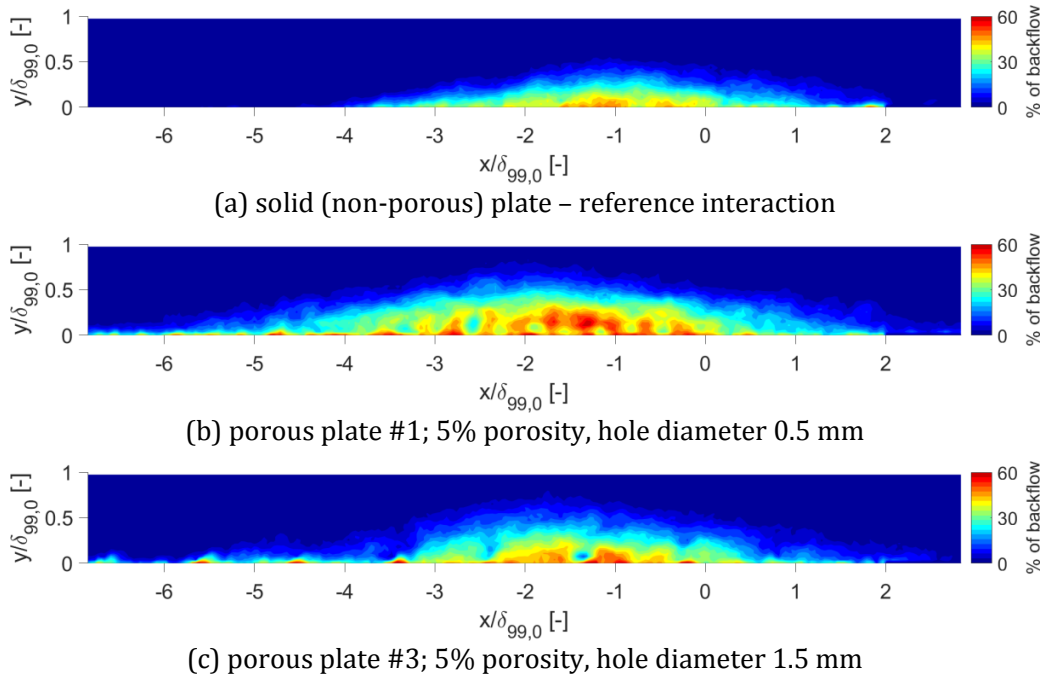 1
0.5
0
y/δ99,0 [-]
-6 -5 -4 -3 -2 -1 0 1 2
x/δ99,0 [-]
60
30
0
% of backflow
(a) solid (non-porous) plate – reference interaction
1
0.5
0
y/δ99,0 [-]
-6 -5 -4 -3 -2 -1 0 1 2
x/δ99,0 [-]
60
30
0
% of backflow
(b) porous plate #1; 5% porosity, hole diameter 0.5 mm
1
0.5
0
y/δ99,0 [-]
-6 -5 -4 -3 -2 -1 0 1 2
x/δ99,0 [-]
60
30
0
% of backflow
(c) porous plate #3; 5% porosity, hole diameter 1.5 mm